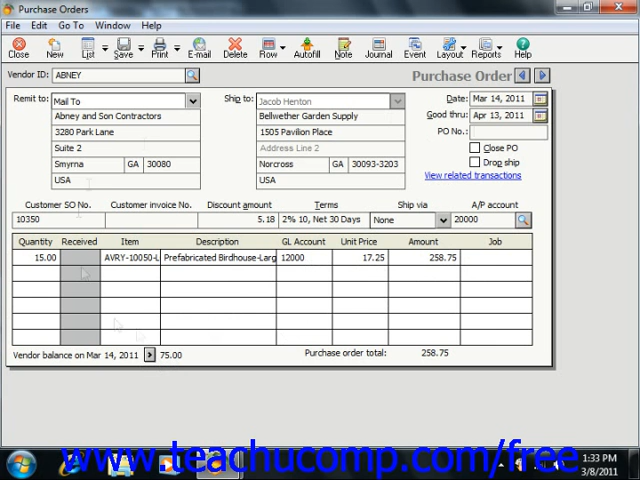 Purchase Orders
File Edit Go To Window Help
Close New List Save Print E-mail Delete Row Autofill Note Journal Event Layout Reports Help
Vendor ID: ABNEY
Purchase Order
Remit to: Mail To
Abney and Son Contractors
3280 Park Lane
Suite 2
Smyrna GA 30080
USA
Ship to: Jacob Henton
Bellwether Garden Supply
1505 Pavilion Place
Address Line 2
Norcross GA 30093-3203
USA
Date: Mar 14, 2011
Good thru: Apr 13, 2011
PO No.:
Close PO
Drop ship
View related transactions
Customer SO No. Customer invoice No. Discount amount Terms Ship via A/P account
10350 5.18 2% 10, Net 30 Days None 20000
Quantity Received Item Description GL Account Unit Price Amount Job
15.00 AVRY-10050-L Prefabricated Birdhouse-Larg 12000 17.25 258.75
Vendor balance on Mar 14, 2011 75.00 Purchase order total: 258.75
www.teachucomp.com/free
1:33 PM
3/8/2011